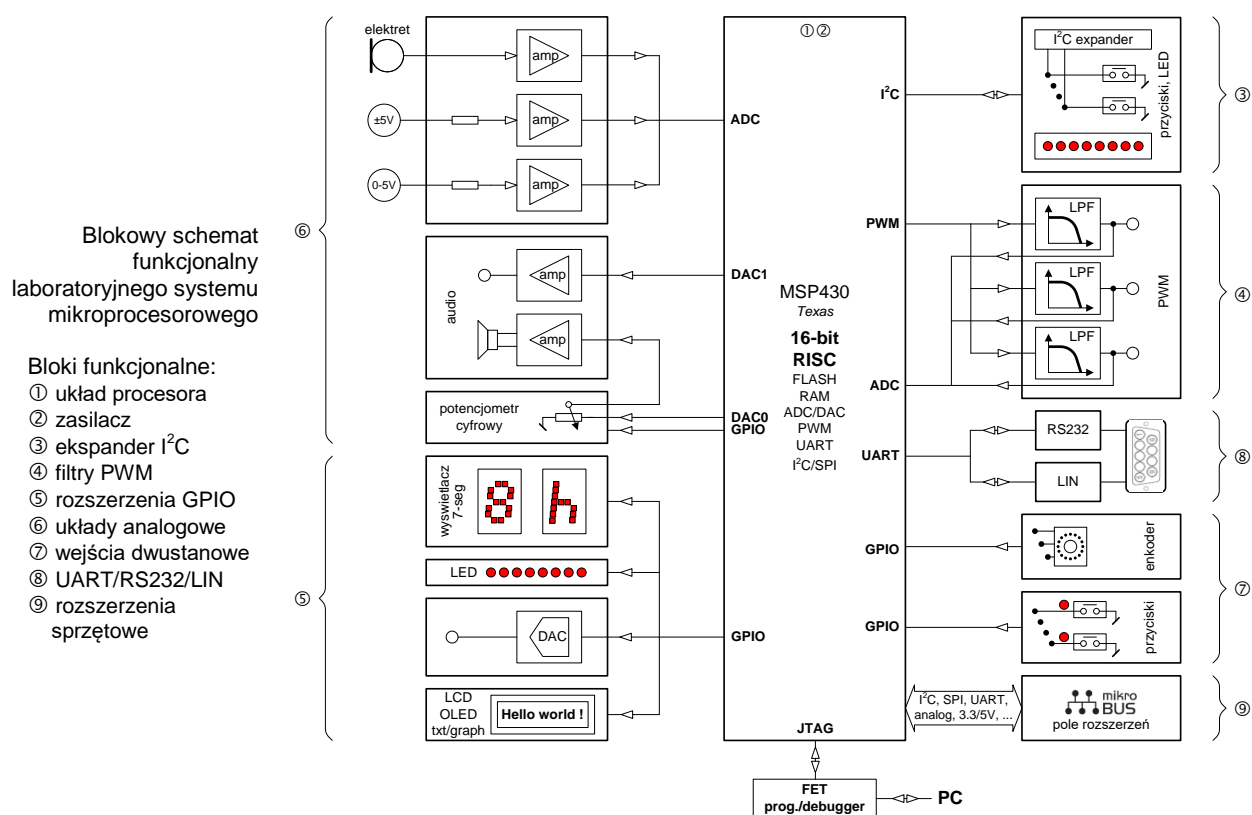 Blokowy schemat
funkcjonalny
laboratoryjnego systemu
mikroprocesorowego
Bloki funkcjonalne:
① układ procesora
② zasilacz
③ ekspander I²C
④ filtry PWM
⑤ rozszerzenia GPIO
⑥ układy analogowe
⑦ wejścia dwustanowe
⑧ UART/RS232/LIN
⑨ rozszerzenia
sprzętowe
⑥
elektret
amp
±5V
amp
0-5V
amp
audio
amp
amp
potencjometr
cyfrowy
⑤
wyswietlacz
7-seg
8 h
LED
DAC
LCD
OLED
txt/graph
Hello world !
①②
ADC
DAC1
DAC0
GPIO
GPIO
MSP430
Texas
16-bit
RISC
FLASH
RAM
ADC/DAC
PWM
UART
I²C/SPI
I²C
PWM
ADC
UART
GPIO
GPIO
JTAG
FET
prog./debugger
PC
I²C expander
przyciski, LED
③
LPF
LPF
LPF
PWM
④
RS232
LIN
⑧
enkoder
przyciski
⑦
I²C, SPI, UART,
analog, 3.3/5V, ...
mikro
BUS
pole rozszerzeń
⑨